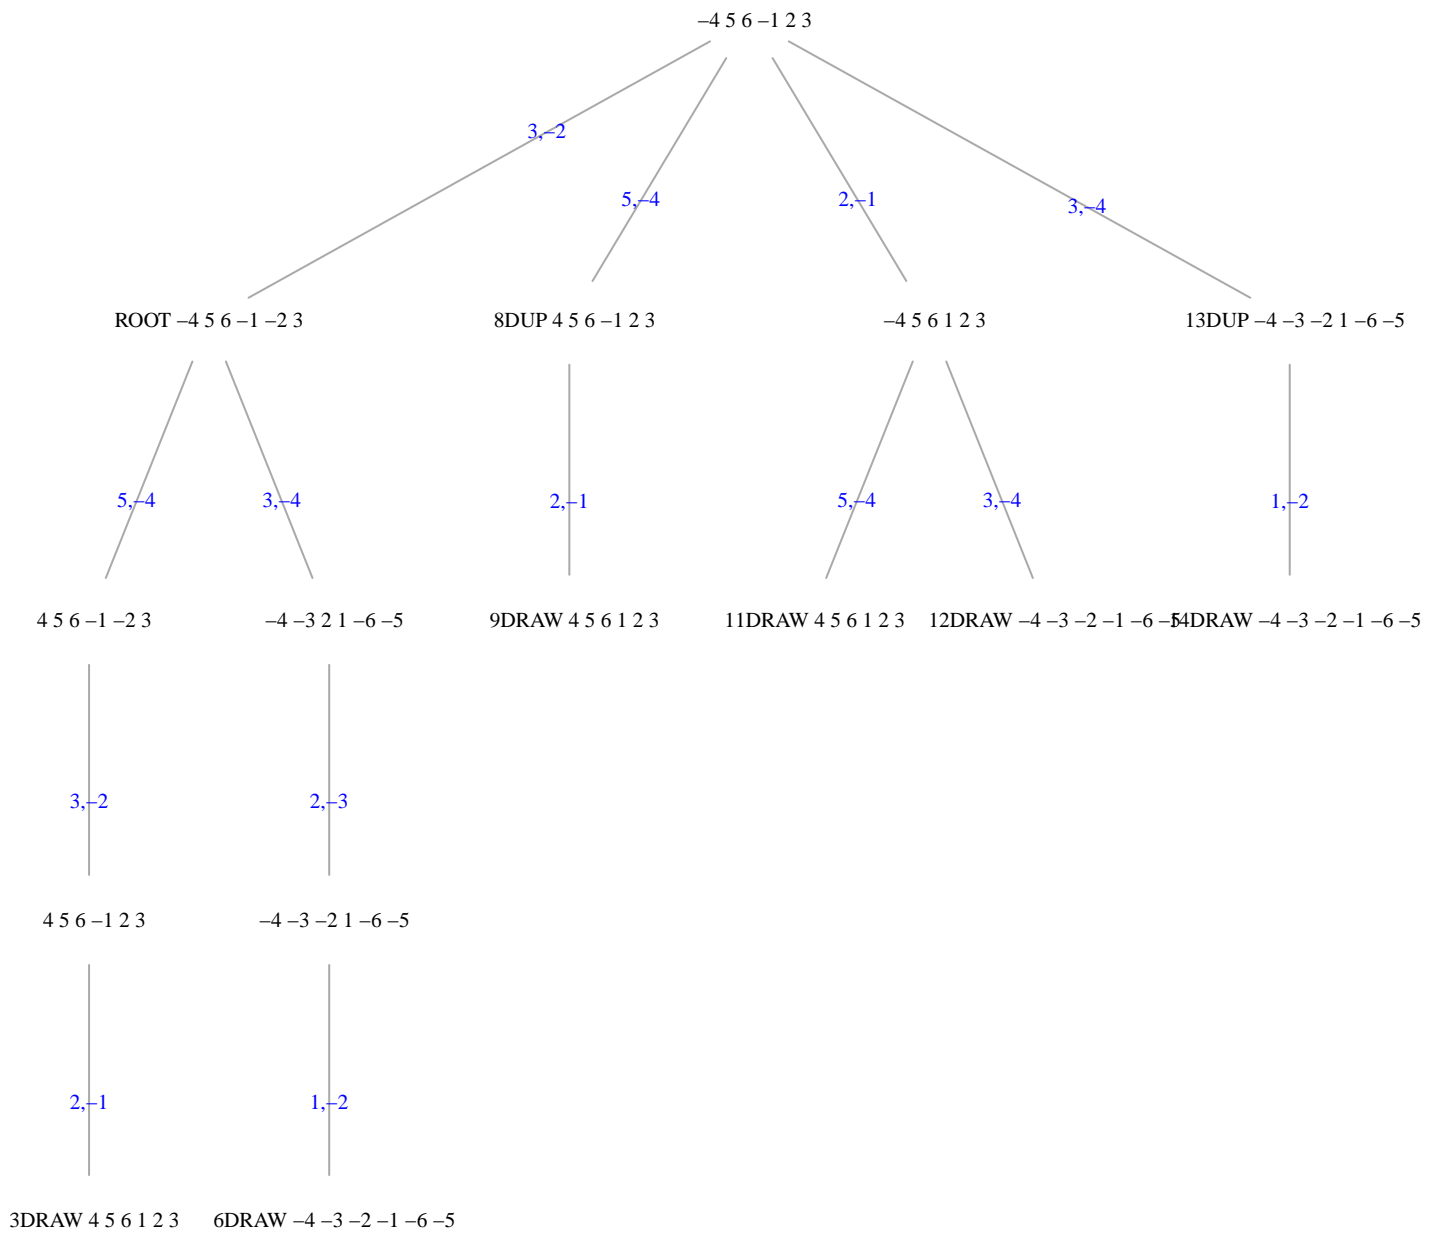 –4 5 6 –1 2 3
3,–2
5,–4
2,–1
3,–4
ROOT –4 5 6 –1 –2 3
8DUP 4 5 6 –1 2 3
–4 5 6 1 2 3
13DUP –4 –3 –2 1 –6 –5
5,–4
3,–4
2,–1
5,–4
3,–4
1,–2
4 5 6 –1 –2 3
–4 –3 2 1 –6 –5
9DRAW 4 5 6 1 2 3
11DRAW 4 5 6 1 2 3
12DRAW –4 –3 –2 –1 –6 –5
14DRAW –4 –3 –2 –1 –6 –5
3,–2
2,–3
4 5 6 –1 2 3
–4 –3 –2 1 –6 –5
2,–1
1,–2
3DRAW 4 5 6 1 2 3
6DRAW –4 –3 –2 –1 –6 –5